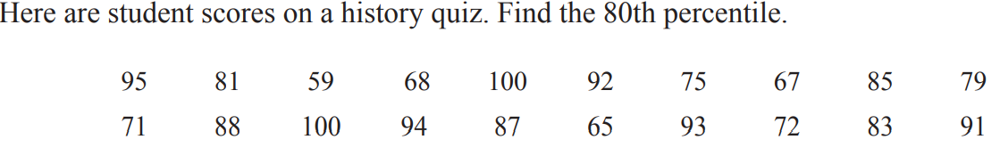 Here are student scores on a history quiz. Find the 80th percentile.
95 81 59 68 100 92 75 67 85 79
71 88 100 94 87 65 93 72 83 91